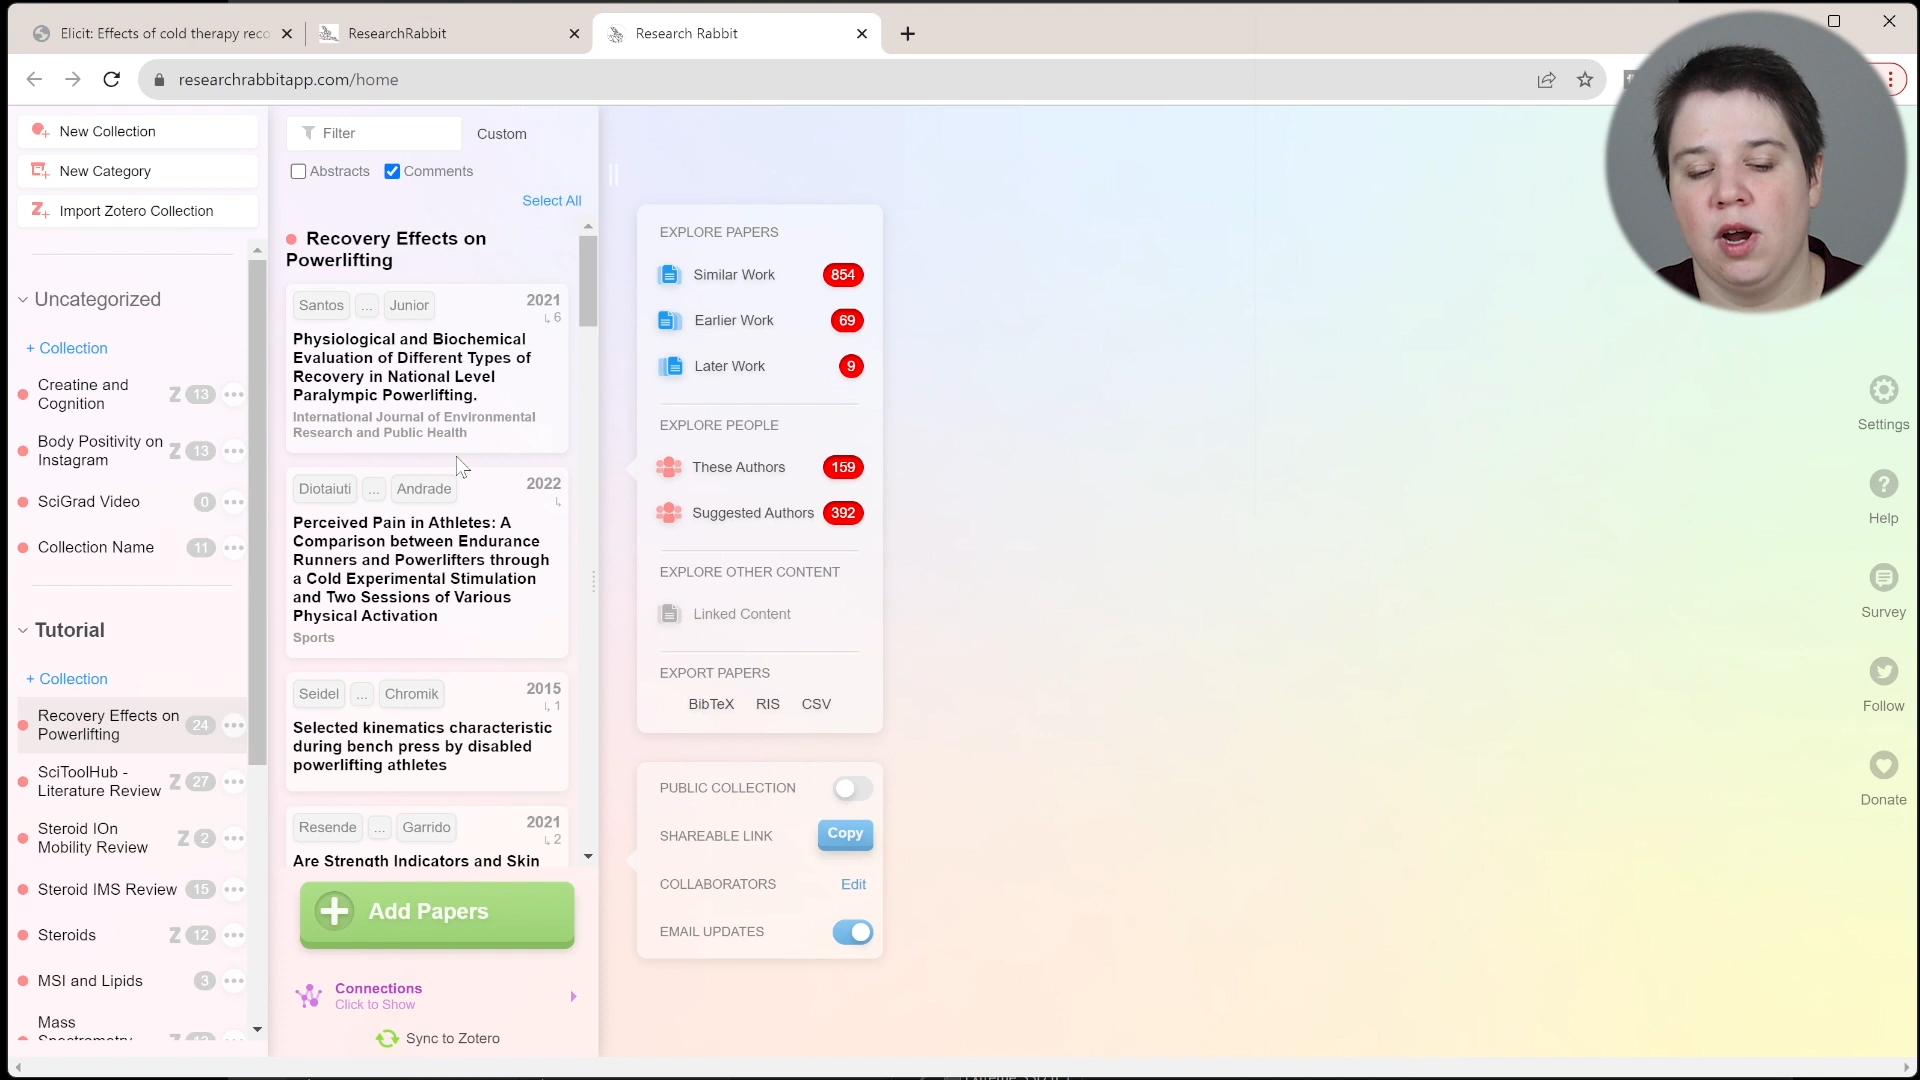 Elicit: Effects of cold therapy reco
ResearchRabbit
Research Rabbit
researchrabbitapp.com/home
New Collection
New Category
Import Zotero Collection
Uncategorized
+ Collection
Creatine and
Cognition
Z 13
Body Positivity on
Instagram
Z 13
SciGrad Video
0
Collection Name
11
Tutorial
+ Collection
Recovery Effects on
Powerlifting
24
SciToolHub -
Literature Review
Z 27
Steroid IOn
Mobility Review
Z 2
Steroid IMS Review
15
Steroids
Z 12
MSI and Lipids
3
Mass
Filter
Custom
Abstracts
Comments
Select All
Recovery Effects on
Powerlifting
Santos ... Junior
2021
6
Physiological and Biochemical
Evaluation of Different Types of
Recovery in National Level
Paralympic Powerlifting.
International Journal of Environmental
Research and Public Health
Diotaiuti ... Andrade
2022
Perceived Pain in Athletes: A
Comparison between Endurance
Runners and Powerlifters through
a Cold Experimental Stimulation
and Two Sessions of Various
Physical Activation
Sports
Seidel ... Chromik
2015
1
Selected kinematics characteristic
during bench press by disabled
powerlifting athletes
Resende ... Garrido
2021
2
Are Strength Indicators and Skin
Add Papers
Connections
Click to Show
Sync to Zotero
EXPLORE PAPERS
Similar Work 854
Earlier Work 69
Later Work 9
EXPLORE PEOPLE
These Authors 159
Suggested Authors 392
EXPLORE OTHER CONTENT
Linked Content
EXPORT PAPERS
BibTeX RIS CSV
PUBLIC COLLECTION
SHAREABLE LINK Copy
COLLABORATORS Edit
EMAIL UPDATES
Settings
Help
Survey
Follow
Donate